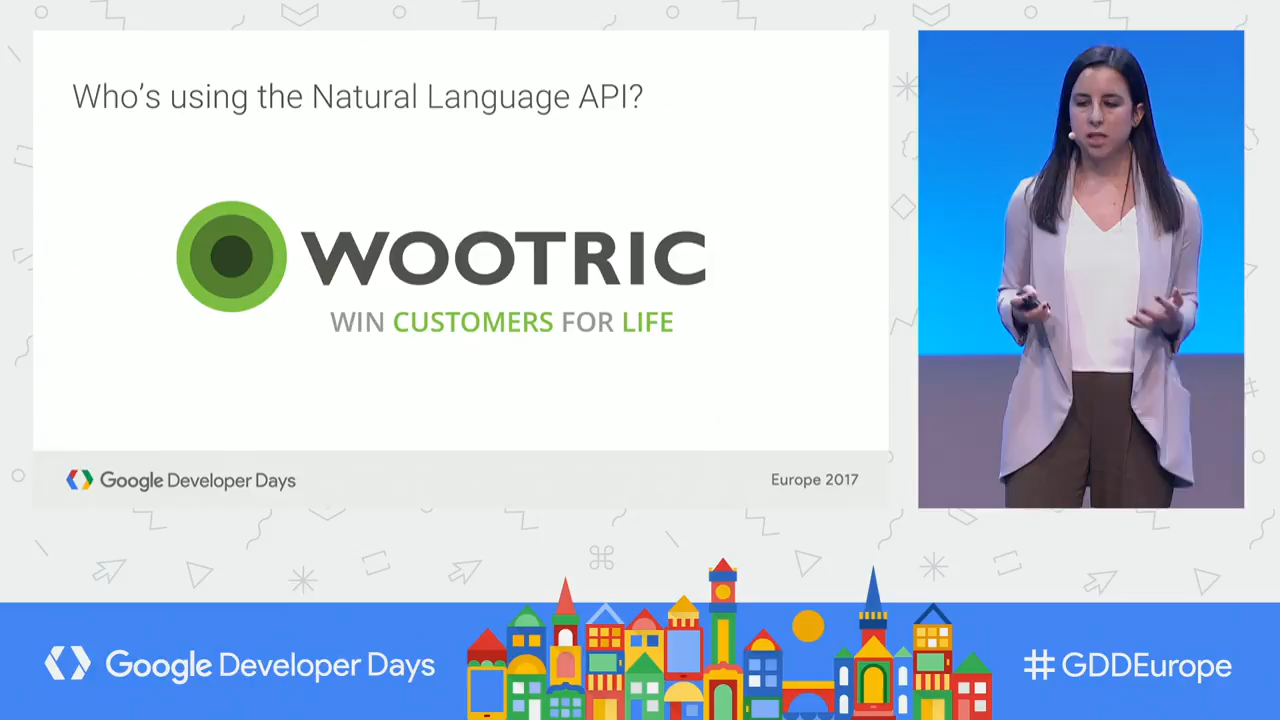 Who's using the Natural Language API?
WOOTRIC
WIN CUSTOMERS FOR LIFE
Google Developer Days
Europe 2017
Google Developer Days
#GDDEurope